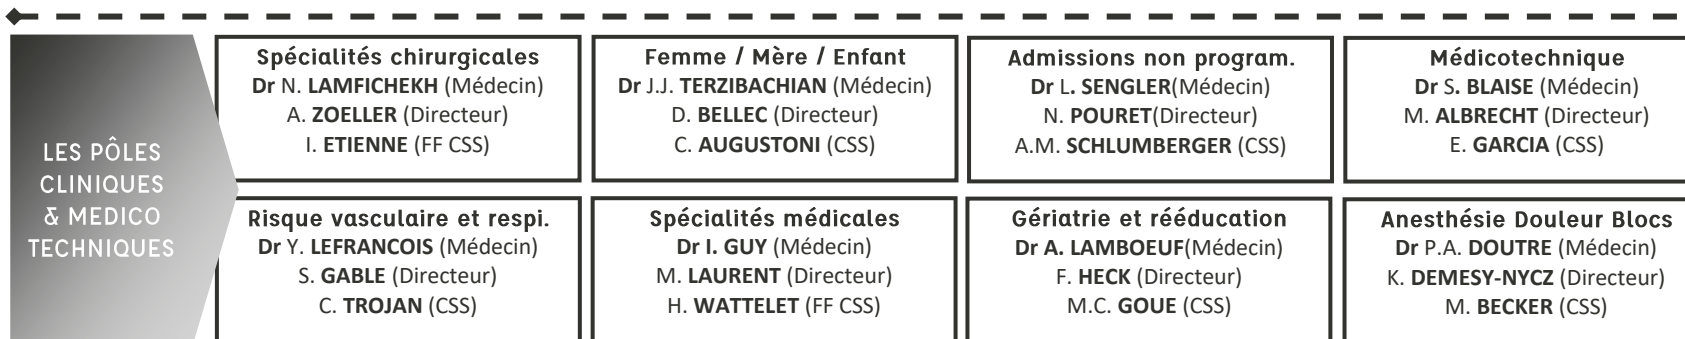 LES PÔLES
CLINIQUES
& MEDICO
TECHNIQUES
Spécialités chirurgicales
Dr N. LAMFICHEKH (Médecin)
A. ZOELLER (Directeur)
I. ETIENNE (FF CSS)
Femme / Mère / Enfant
Dr J.J. TERZIBACHIAN (Médecin)
D. BELLEC (Directeur)
C. AUGUSTONI (CSS)
Admissions non program.
Dr L. SENGLER(Médecin)
N. POURET(Directeur)
A.M. SCHLUMBERGER (CSS)
Médicotechnique
Dr S. BLAISE (Médecin)
M. ALBRECHT (Directeur)
E. GARCIA (CSS)
Risque vasculaire et respi.
Dr Y. LEFRANCOIS (Médecin)
S. GABLE (Directeur)
C. TROJAN (CSS)
Spécialités médicales
Dr I. GUY (Médecin)
M. LAURENT (Directeur)
H. WATTELET (FF CSS)
Gériatrie et rééducation
Dr A. LAMBOEUF(Médecin)
F. HECK (Directeur)
M.C. GOUE (CSS)
Anesthésie Douleur Blocs
Dr P.A. DOUTRE (Médecin)
K. DEMESY-NYCZ (Directeur)
M. BECKER (CSS)